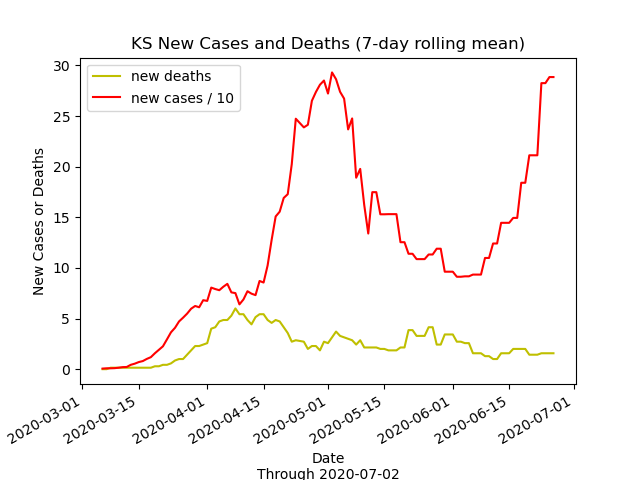 KS New Cases and Deaths (7-day rolling mean)
new deaths
new cases / 10
New Cases or Deaths
30
25
20
15
10
5
0
2020-03-01
2020-03-15
2020-04-01
2020-04-15
2020-05-01
2020-05-15
2020-06-01
2020-06-15
2020-07-01
Date
Through 2020-07-02